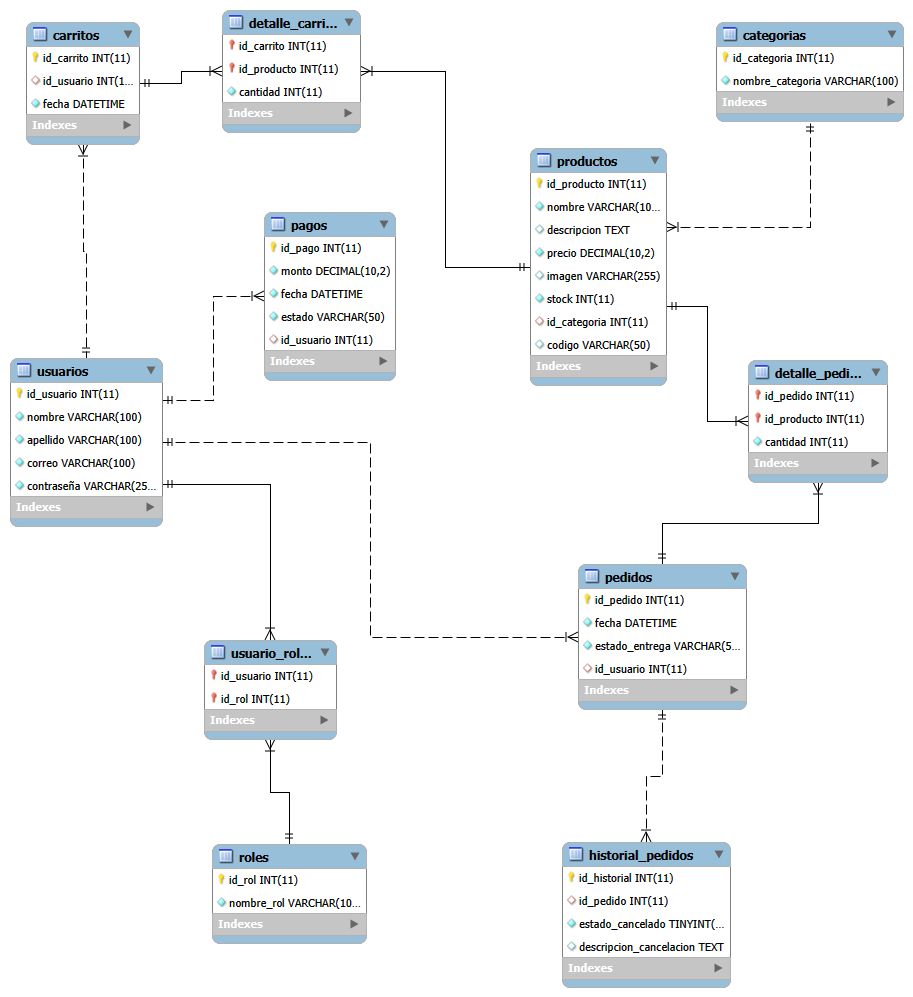 carritos
id_carrito INT(11)
id_usuario INT(1...
fecha DATETIME
Indexes
detalle_carri...
id_carrito INT(11)
id_producto INT(11)
cantidad INT(11)
Indexes
categorias
id_categoria INT(11)
nombre_categoria VARCHAR(100)
Indexes
productos
id_producto INT(11)
nombre VARCHAR(10...
descripcion TEXT
precio DECIMAL(10,2)
imagen VARCHAR(255)
stock INT(11)
id_categoria INT(11)
codigo VARCHAR(50)
Indexes
pagos
id_pago INT(11)
monto DECIMAL(10,2)
fecha DATETIME
estado VARCHAR(50)
id_usuario INT(11)
Indexes
usuarios
id_usuario INT(11)
nombre VARCHAR(100)
apellido VARCHAR(100)
correo VARCHAR(100)
contraseña VARCHAR(25...
Indexes
detalle_pedi...
id_pedido INT(11)
id_producto INT(11)
cantidad INT(11)
Indexes
pedidos
id_pedido INT(11)
fecha DATETIME
estado_entrega VARCHAR(5...
id_usuario INT(11)
Indexes
usuario_rol...
id_usuario INT(11)
id_rol INT(11)
Indexes
roles
id_rol INT(11)
nombre_rol VARCHAR(10...
Indexes
historial_pedidos
id_historial INT(11)
id_pedido INT(11)
estado_cancelado TINYINT(...
descripcion_cancelacion TEXT
Indexes